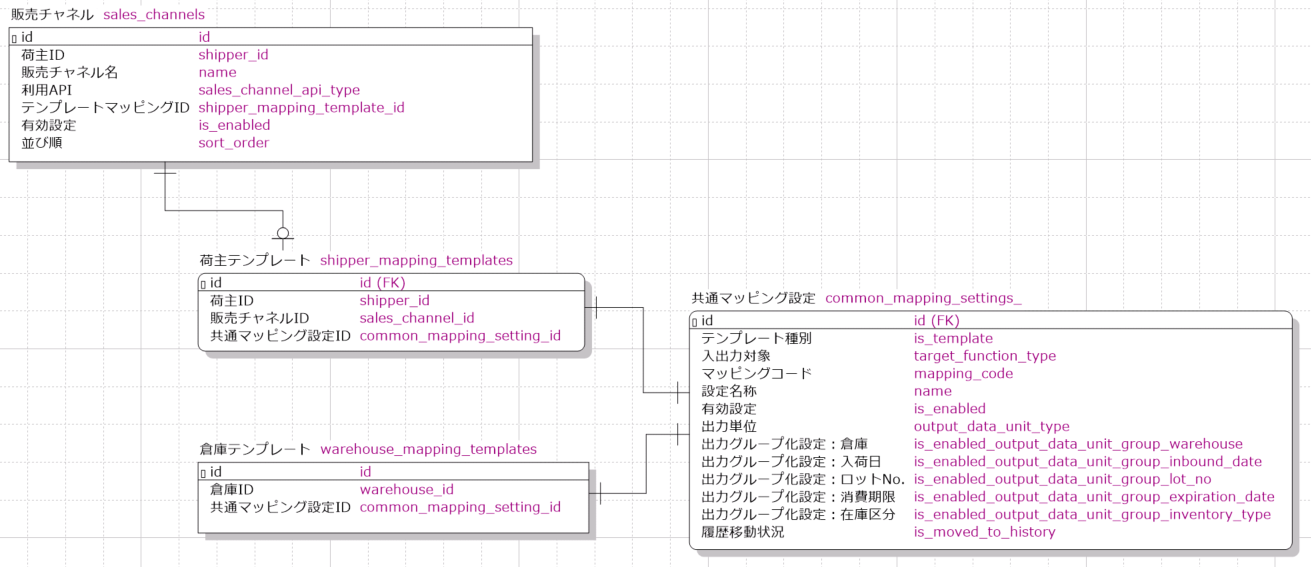 販売チャネル sales_channels
id id
荷主ID shipper_id
販売チャネル名 name
利用API sales_channel_api_type
テンプレートマッピングID shipper_mapping_template_id
有効設定 is_enabled
並び順 sort_order
荷主テンプレート shipper_mapping_templates
id id (FK)
荷主ID shipper_id
販売チャネルID sales_channel_id
共通マッピング設定ID common_mapping_setting_id
倉庫テンプレート warehouse_mapping_templates
id id
倉庫ID warehouse_id
共通マッピング設定ID common_mapping_setting_id
共通マッピング設定 common_mapping_settings_
id id (FK)
テンプレート種別 is_template
入出力対象 target_function_type
マッピングコード mapping_code
設定名称 name
有効設定 is_enabled
出力単位 output_data_unit_type
出力グループ化設定：倉庫 is_enabled_output_data_unit_group_warehouse
出力グループ化設定：入荷日 is_enabled_output_data_unit_group_inbound_date
出力グループ化設定：ロットNo. is_enabled_output_data_unit_group_lot_no
出力グループ化設定：消費期限 is_enabled_output_data_unit_group_expiration_date
出力グループ化設定：在庫区分 is_enabled_output_data_unit_group_inventory_type
履歴移動状況 is_moved_to_history